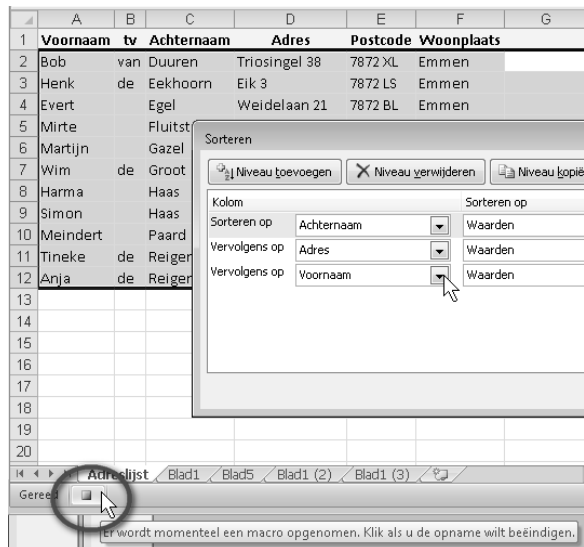 A B C D E F G
1 Voornaam tv Achternaam Adres Postcode Woonplaats
2 Bob van Duuren Triosingel 38 7872 XL Emmen
3 Henk de Eekhoorn Eik 3 7872 LS Emmen
4 Evert Egel Weidelaan 21 7872 BL Emmen
5 Mirte Fluitst
6 Martijn Gazel
7 Wim de Groot
8 Harma Haas
9 Simon Haas
10 Meindert Paard
11 Tineke de Reiger
12 Anja de Reiger
13
14
15
16
17
18
19
20
Sorteren
Niveau toevoegen Niveau verwijderen Niveau kopië
Kolom Sorteren op
Sorteren op Achternaam Waarden
Vervolgens op Adres Waarden
Vervolgens op Voornaam Waarden
Adreslijst Blad1 Blad5 Blad1 (2) Blad1 (3)
Gereed
Er wordt momenteel een macro opgenomen. Klik als u de opname wilt beëindigen.